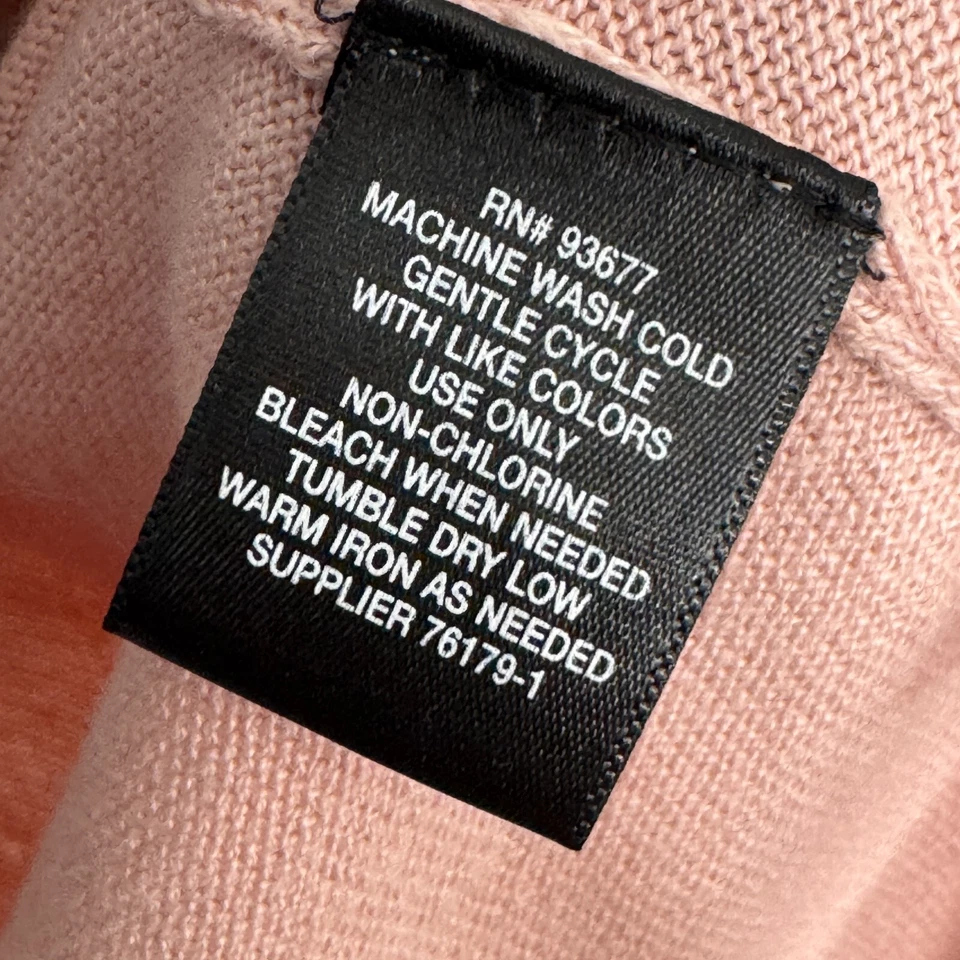 RN# 93677
MACHINE WASH COLD
GENTLE CYCLE
WITH LIKE COLORS
USE ONLY
NON-CHLORINE
BLEACH WHEN NEEDED
TUMBLE DRY LOW
WARM IRON AS NEEDED
SUPPLIER 76179-1